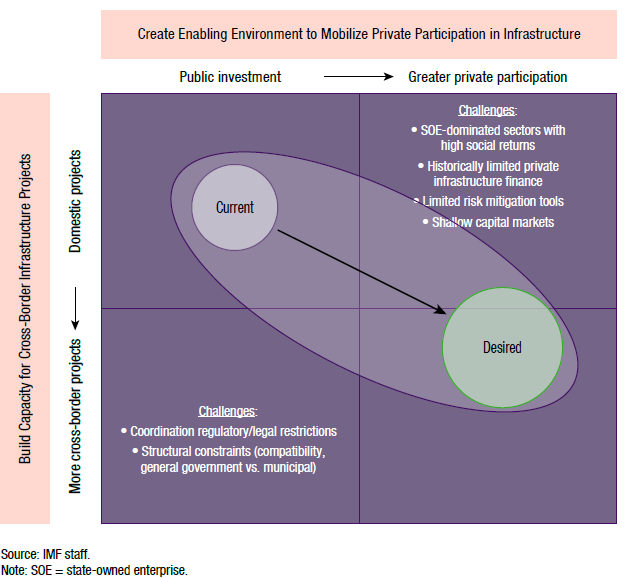 Create Enabling Environment to Mobilize Private Participation in Infrastructure
Public investment
Greater private participation
Build Capacity for Cross-Border Infrastructure Projects
Domestic projects
More cross-border projects
Challenges:
• SOE-dominated sectors with
high social returns
• Historically limited private
infrastructure finance
• Limited risk mitigation tools
• Shallow capital markets
Current
Desired
Challenges:
• Coordination regulatory/legal restrictions
• Structural constraints (compatibility,
general government vs. municipal)
Source: IMF staff.
Note: SOE = state-owned enterprise.